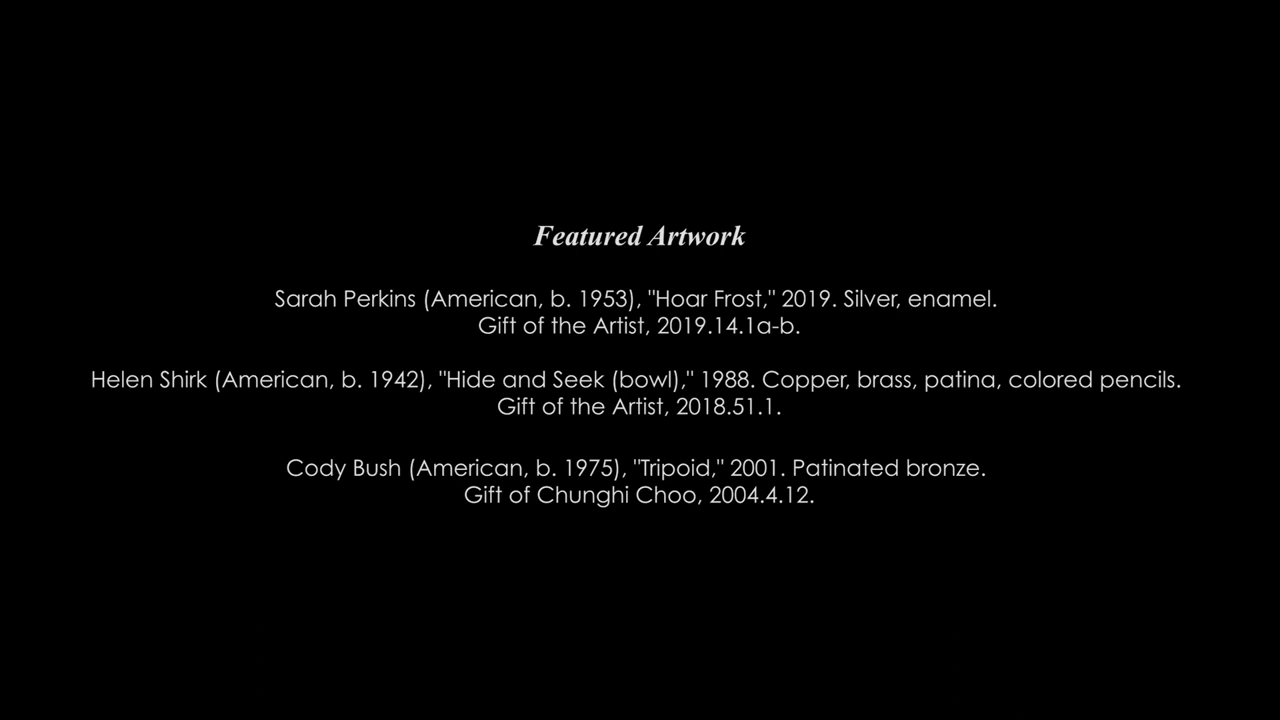 Featured Artwork
Sarah Perkins (American, b. 1953), "Hoar Frost," 2019. Silver, enamel.
Gift of the Artist, 2019.14.1a-b.
Helen Shirk (American, b. 1942), "Hide and Seek (bowl)," 1988. Copper, brass, patina, colored pencils.
Gift of the Artist, 2018.51.1.
Cody Bush (American, b. 1975), "Tripoid," 2001. Patinated bronze.
Gift of Chunghi Choo, 2004.4.12.